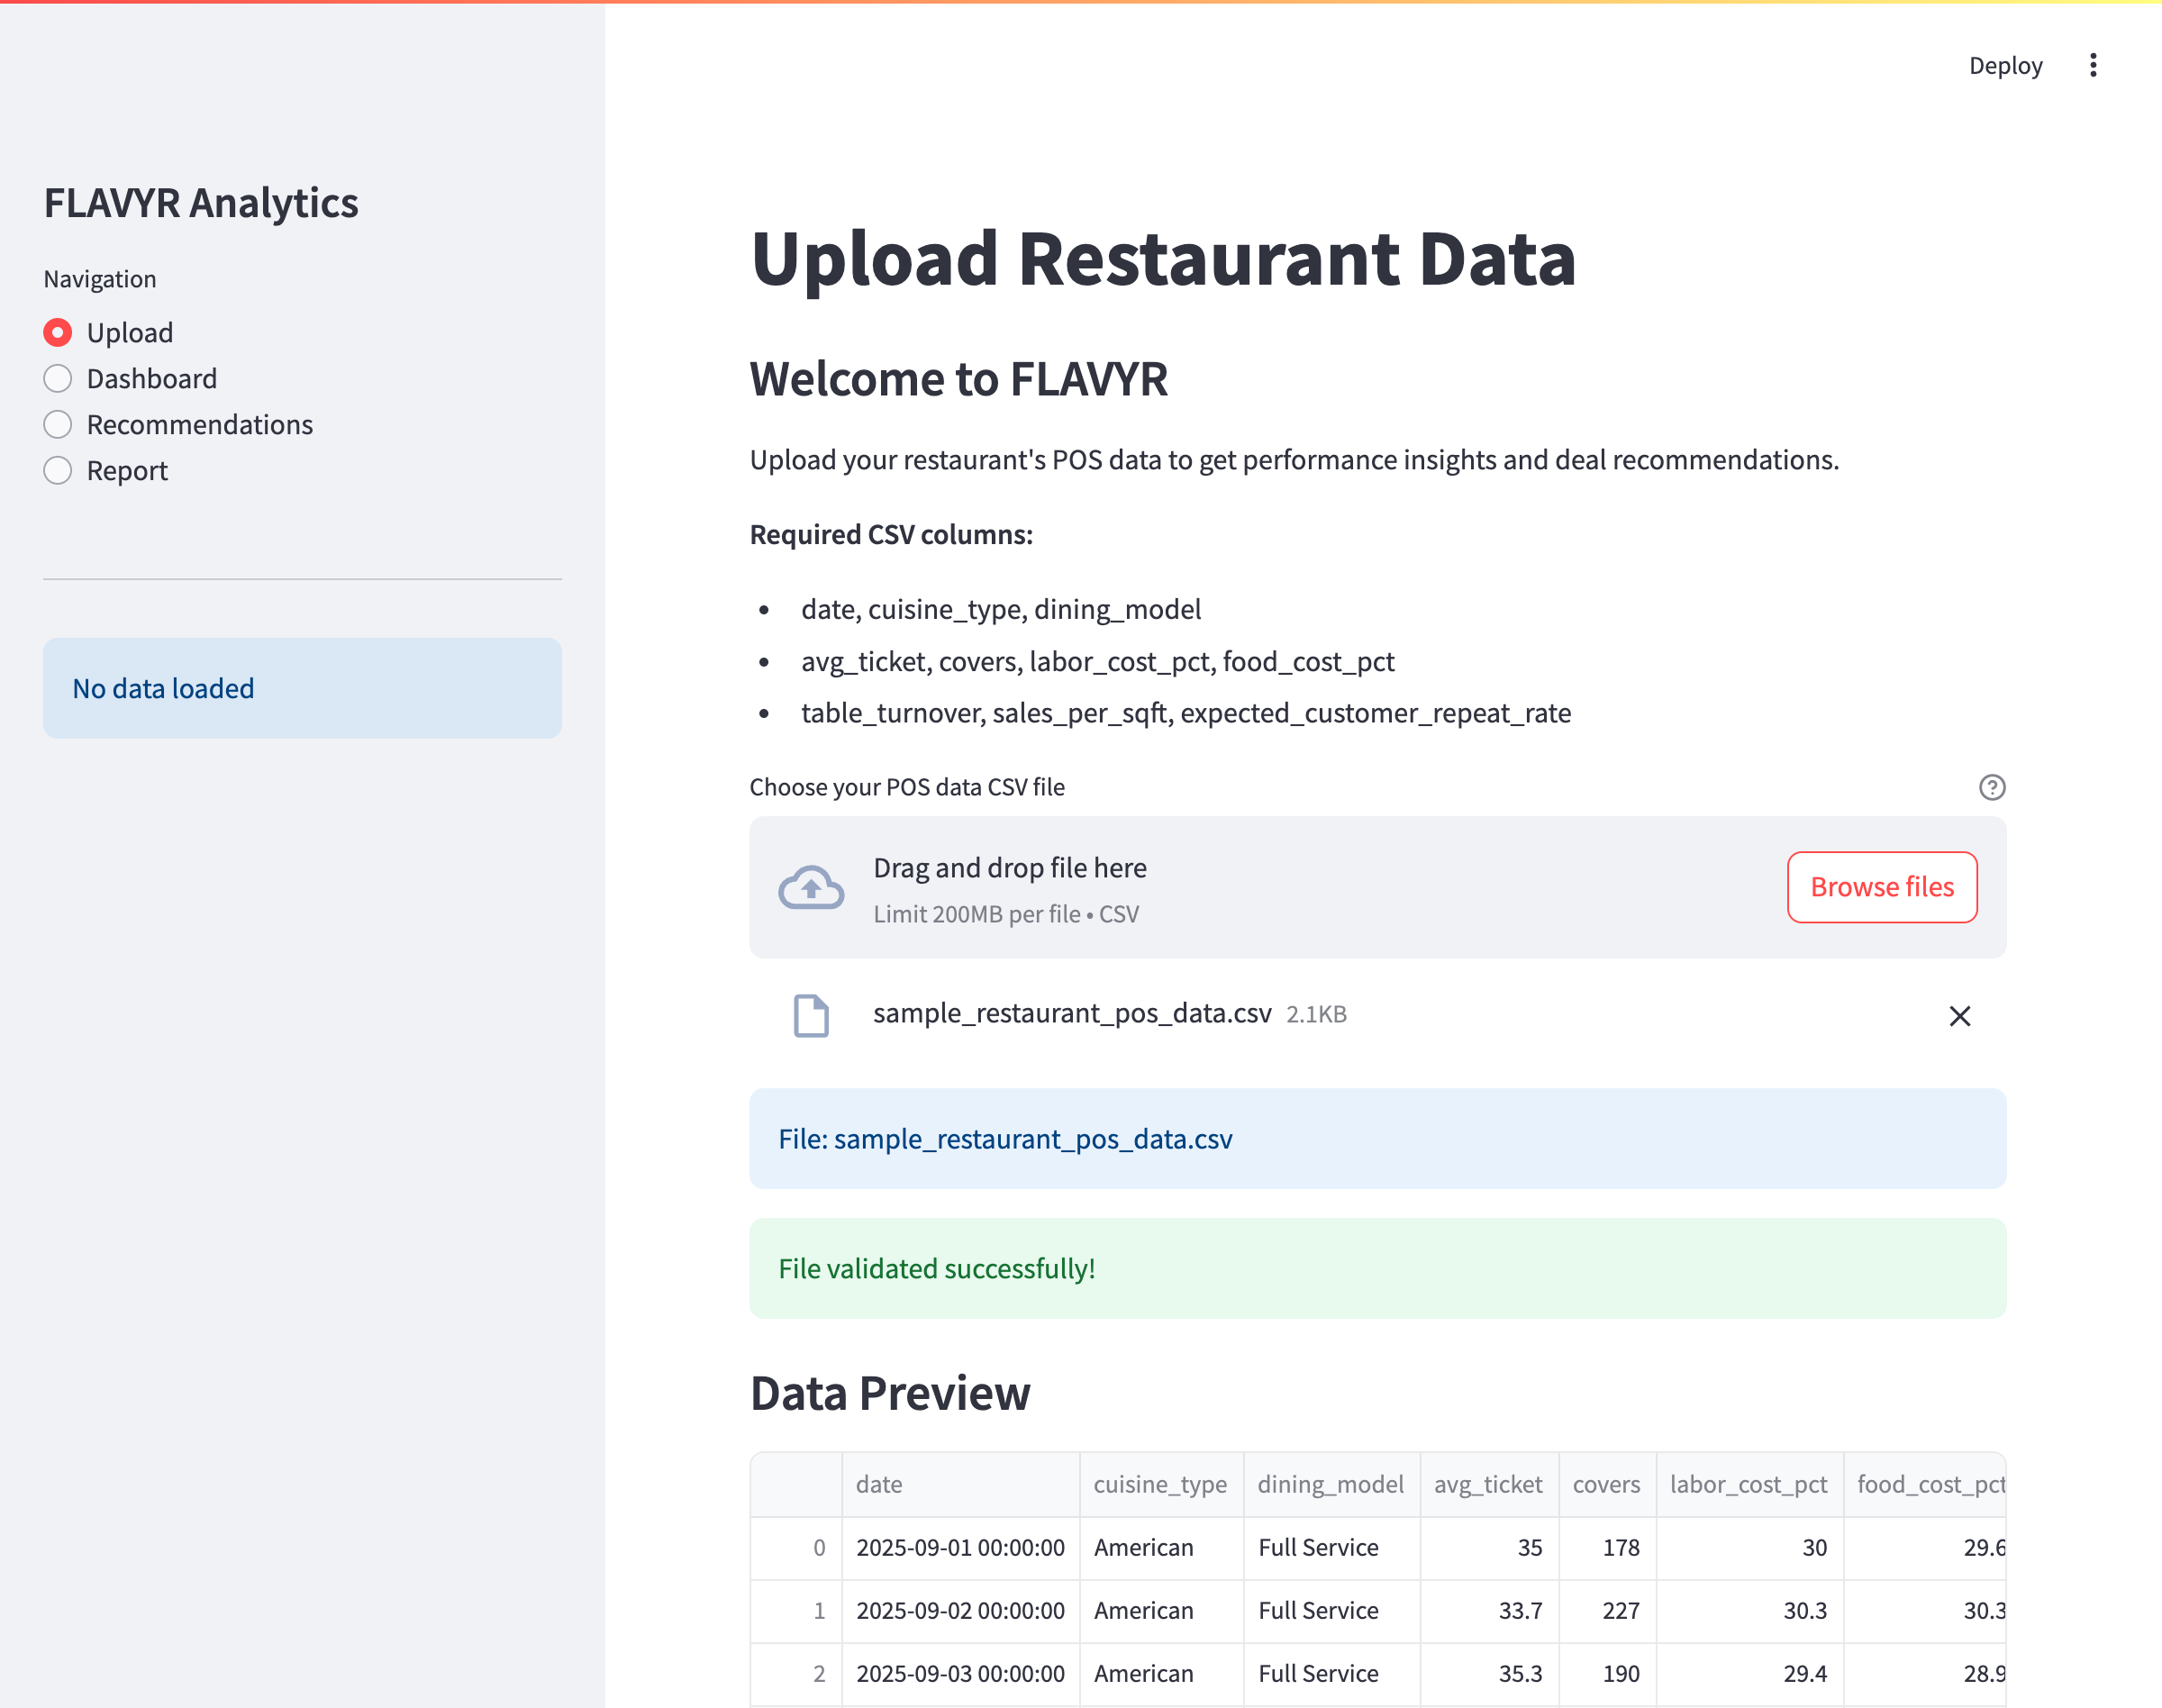 Deploy
FLAVYR Analytics
Navigation
Upload
Dashboard
Recommendations
Report
No data loaded
Upload Restaurant Data
Welcome to FLAVYR
Upload your restaurant's POS data to get performance insights and deal recommendations.
Required CSV columns:
• date, cuisine_type, dining_model
• avg_ticket, covers, labor_cost_pct, food_cost_pct
• table_turnover, sales_per_sqft, expected_customer_repeat_rate
Choose your POS data CSV file
Drag and drop file here
Limit 200MB per file • CSV
Browse files
sample_restaurant_pos_data.csv 2.1KB
File: sample_restaurant_pos_data.csv
File validated successfully!
Data Preview
date cuisine_type dining_model avg_ticket covers labor_cost_pct food_cost_pct
0 2025-09-01 00:00:00 American Full Service 35 178 30 29.6
1 2025-09-02 00:00:00 American Full Service 33.7 227 30.3 30.3
2 2025-09-03 00:00:00 American Full Service 35.3 190 29.4 28.9